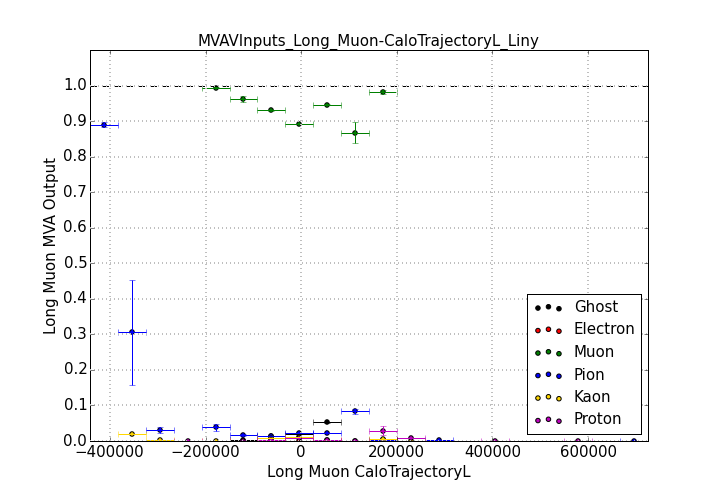 MVAVInputs_Long_Muon-CaloTrajectoryL_Liny
Long Muon MVA Output
1.0
0.9
0.8
0.7
0.6
0.5
0.4
0.3
0.2
0.1
0.0
Ghost
Electron
Muon
Pion
Kaon
Proton
−400000 −200000 0 200000 400000 600000
Long Muon CaloTrajectoryL